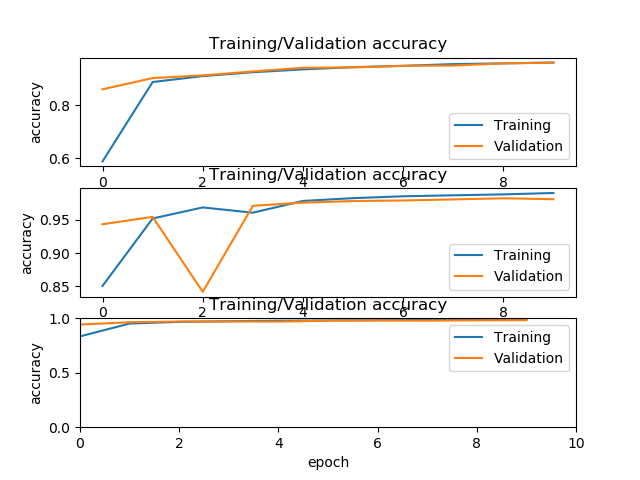 Training/Validation accuracy
accuracy
0.8
0.6
Training
Validation
0 2 4 6 8
Training/Validation accuracy
accuracy
0.95
0.90
0.85
Training
Validation
0 2 4 6 8
Training/Validation accuracy
accuracy
1.0
0.5
0.0
Training
Validation
0 2 4 6 8 10
epoch